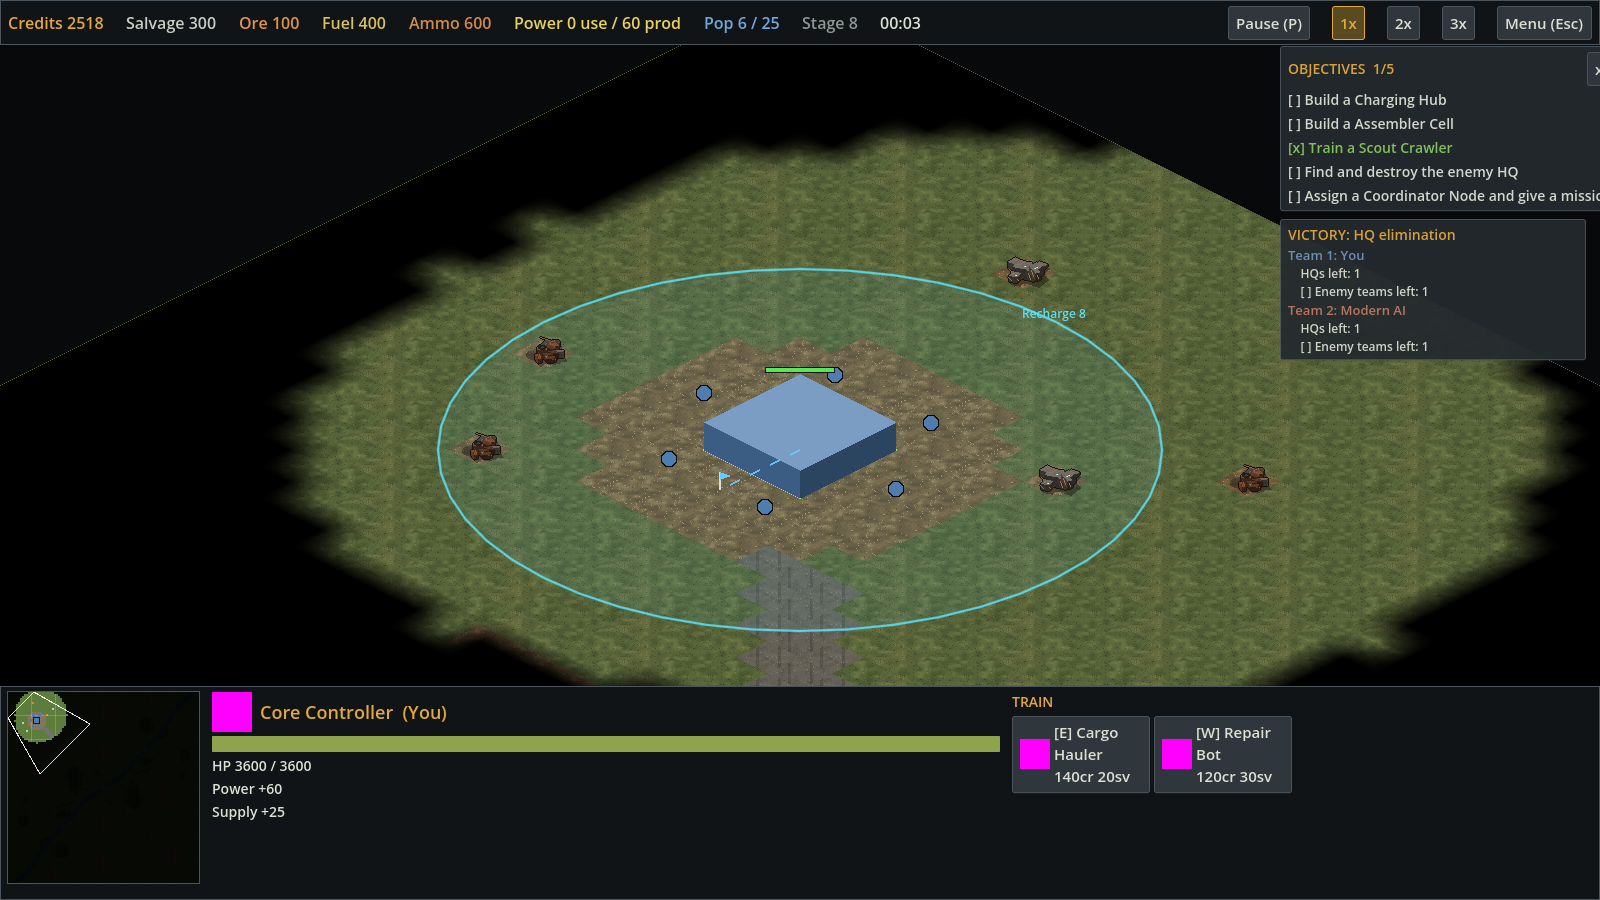 Credits 2518 Salvage 300 Ore 100 Fuel 400 Ammo 600 Power 0 use / 60 prod Pop 6 / 25 Stage 8 00:03 Pause (P) 1x 2x 3x Menu (Esc)
OBJECTIVES 1/5 x
[ ] Build a Charging Hub
[ ] Build a Assembler Cell
[x] Train a Scout Crawler
[ ] Find and destroy the enemy HQ
[ ] Assign a Coordinator Node and give a missio
VICTORY: HQ elimination
Team 1: You
HQs left: 1
[ ] Enemy teams left: 1
Team 2: Modern AI
HQs left: 1
[ ] Enemy teams left: 1
Recharge 8
Core Controller (You)
HP 3600 / 3600
Power +60
Supply +25
TRAIN
[E] Cargo
Hauler
140cr 20sv
[W] Repair
Bot
120cr 30sv